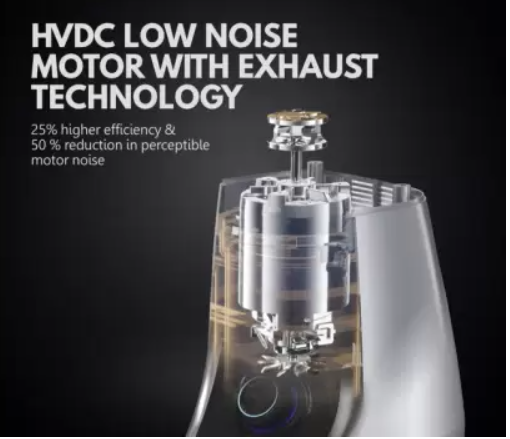 HVDC LOW NOISE
MOTOR WITH EXHAUST
TECHNOLOGY
25% higher efficiency &
50 % reduction in perceptible
motor noise